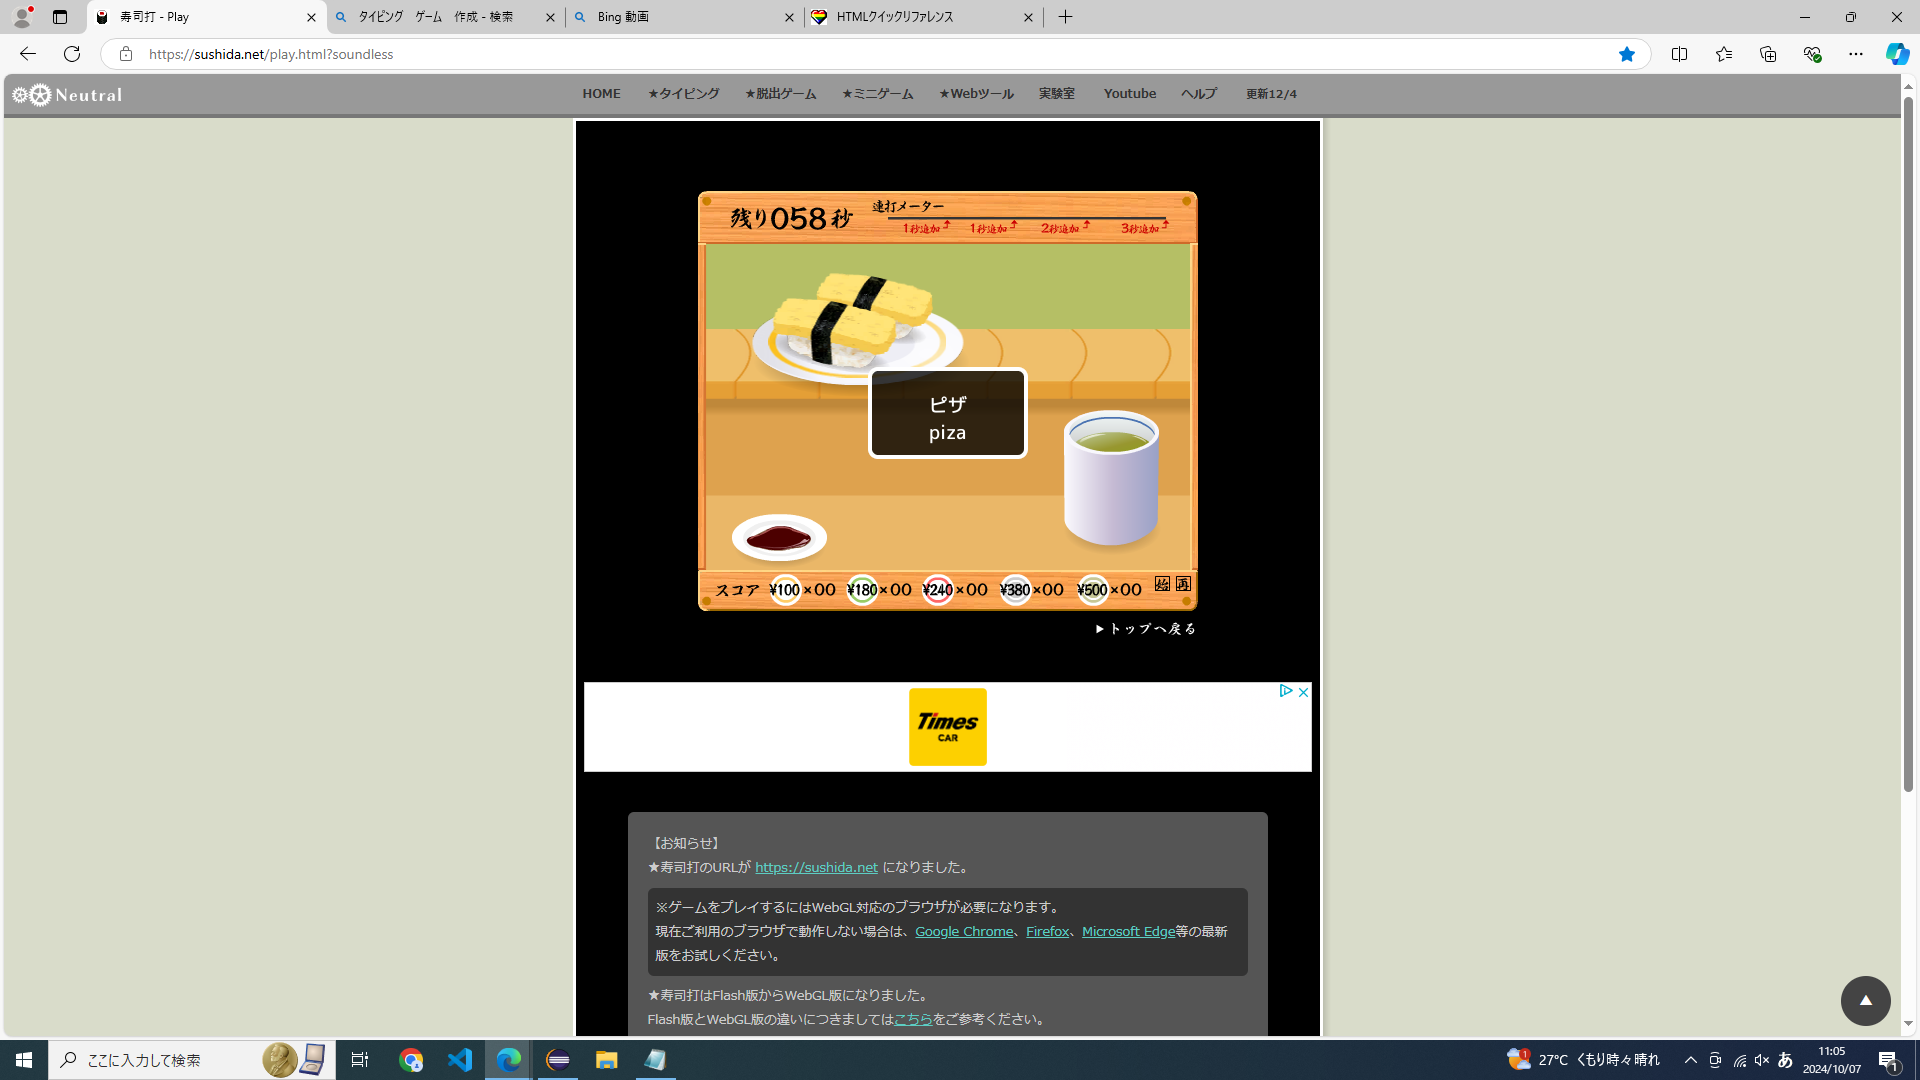 寿司打 - Play
タイピング　ゲーム　作成 - 検索
Bing 動画
HTMLクイックリファレンス
https://sushida.net/play.html?soundless
Neutral
HOME ★タイピング ★脱出ゲーム ★ミニゲーム ★Webツール 実験室 Youtube ヘルプ 更新12/4
残り058秒
連打メーター
1秒追加 1秒追加 2秒追加 3秒追加
ピザ
piza
スコア ¥100×00 ¥180×00 ¥240×00 ¥380×00 ¥500×00 始 再
▶トップへ戻る
Times
CAR
【お知らせ】
★寿司打のURLが https://sushida.net になりました。
※ゲームをプレイするにはWebGL対応のブラウザが必要になります。
現在ご利用のブラウザで動作しない場合は、Google Chrome、Firefox、Microsoft Edge等の最新
版をお試しください。
★寿司打はFlash版からWebGL版になりました。
Flash版とWebGL版の違いにつきましてはこちらをご参考ください。
ここに入力して検索
1
27°C くもり時々晴れ
あ
11:05
2024/10/07
1